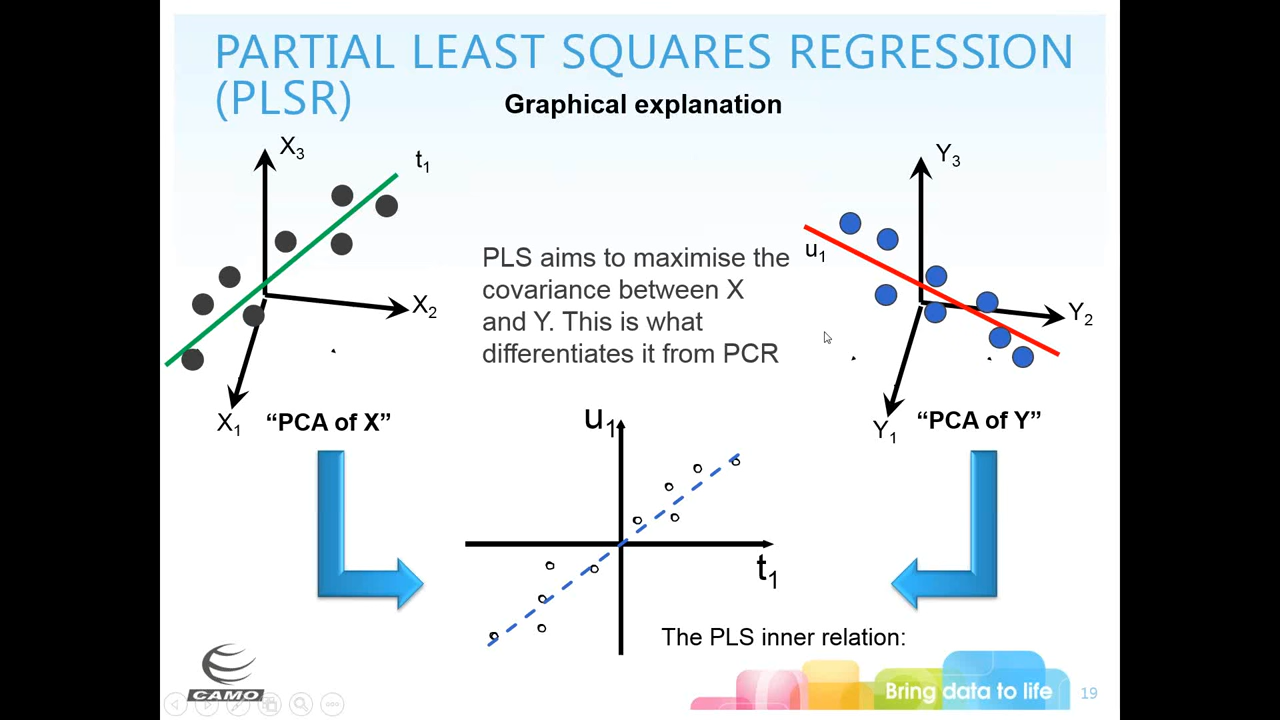 PARTIAL LEAST SQUARES REGRESSION
(PLSR)
Graphical explanation
X3
t1
X2
X1
"PCA of X"
PLS aims to maximise the
covariance between X
and Y. This is what
differentiates it from PCR
Y3
u1
Y2
Y1
"PCA of Y"
u1
t1
The PLS inner relation:
CAMO
Bring data to life
19